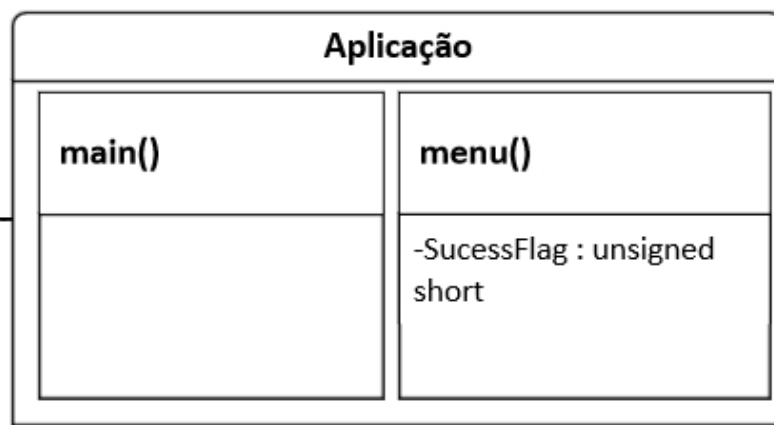 Aplicação
main()
menu()
-SucessFlag : unsigned
short